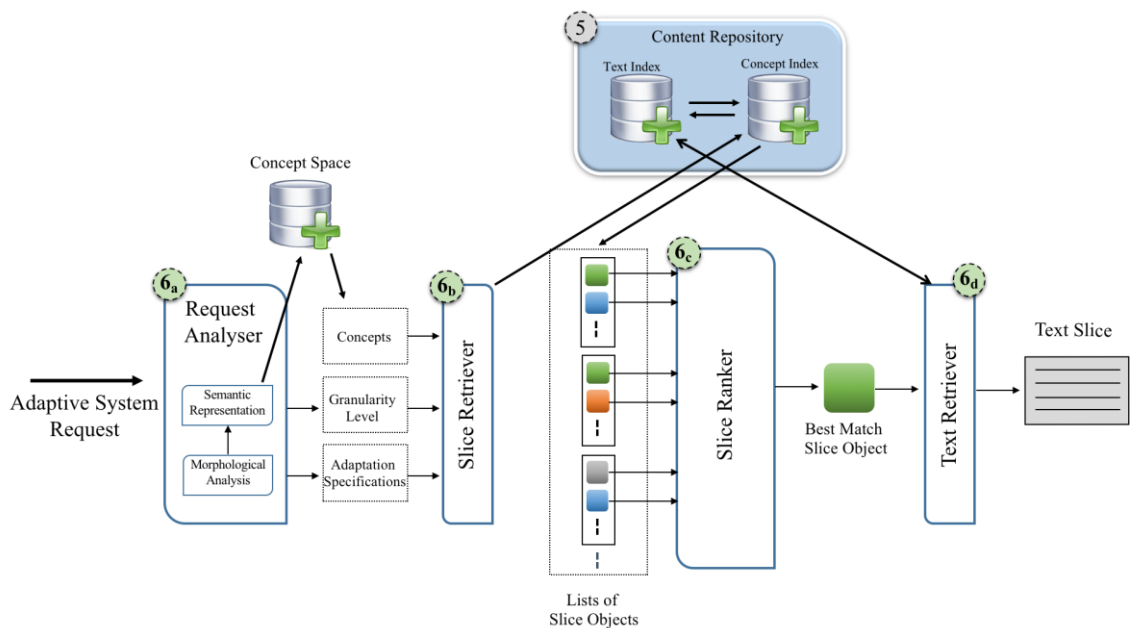 5
Content Repository
Text Index
Concept Index
Concept Space
6a
Request
Analyser
Semantic
Representation
Morphological
Analysis
Adaptive System
Request
Concepts
Granularity
Level
Adaptation
Specifications
6b
Slice Retriever
Lists of
Slice Objects
6c
Slice Ranker
Best Match
Slice Object
6d
Text Retriever
Text Slice